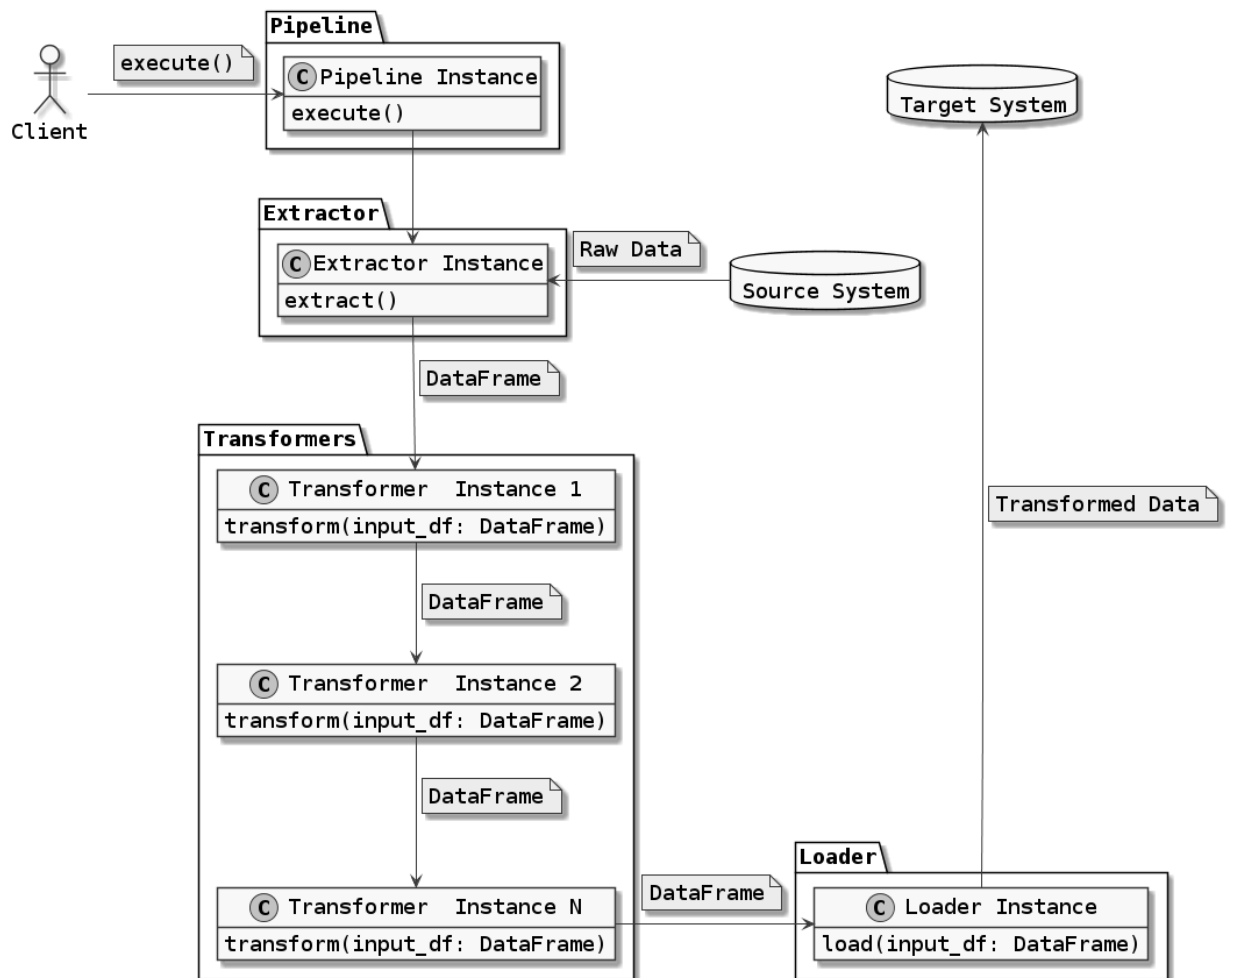 Pipeline
execute()
C Pipeline Instance
execute()
Client
Target System
Extractor
C Extractor Instance
extract()
Raw Data
Source System
DataFrame
Transformers
C Transformer  Instance 1
transform(input_df: DataFrame)
Transformed Data
DataFrame
C Transformer  Instance 2
transform(input_df: DataFrame)
DataFrame
Loader
DataFrame
C Transformer  Instance N
transform(input_df: DataFrame)
C Loader Instance
load(input_df: DataFrame)